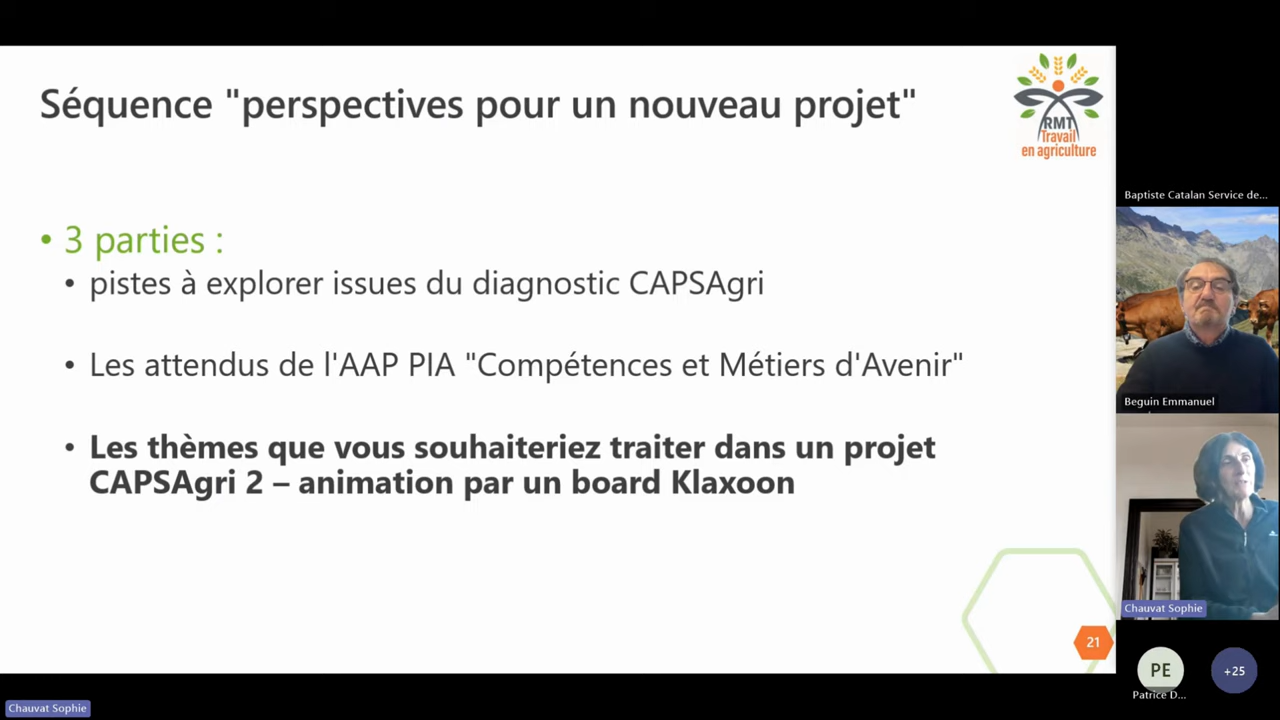 Séquence "perspectives pour un nouveau projet"
RMT
Travail
en agriculture
• 3 parties :
• pistes à explorer issues du diagnostic CAPSAgri
• Les attendus de l'AAP PIA "Compétences et Métiers d'Avenir"
• Les thèmes que vous souhaiteriez traiter dans un projet
CAPSAgri 2 – animation par un board Klaxoon
21
Baptiste Catalan Service de...
Beguin Emmanuel
Chauvat Sophie
PE
+25
Patrice D...
Chauvat Sophie